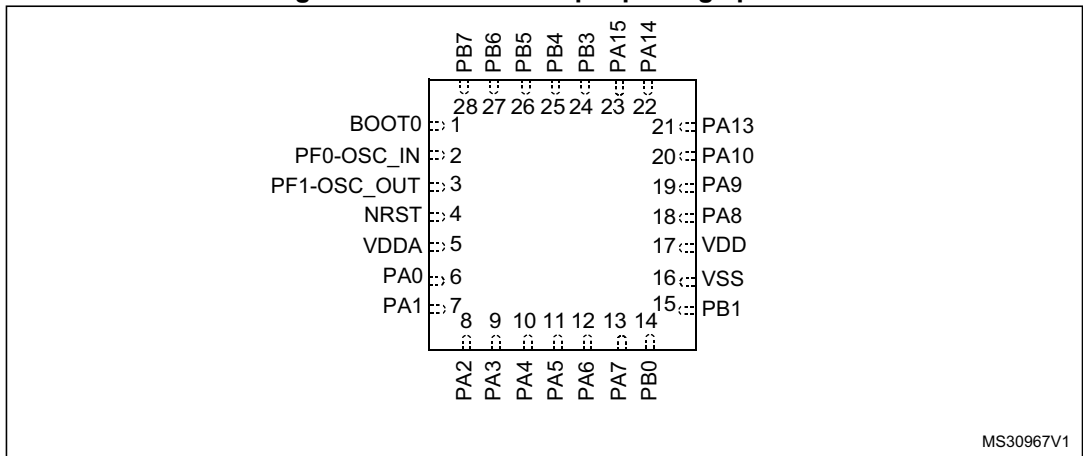 PB7 PB6 PB5 PB4 PB3 PA15 PA14
28 27 26 25 24 23 22
BOOT0 1 21 PA13
PF0-OSC_IN 2 20 PA10
PF1-OSC_OUT 3 19 PA9
NRST 4 18 PA8
VDDA 5 17 VDD
PA0 6 16 VSS
PA1 7 15 PB1
8 9 10 11 12 13 14
PA2 PA3 PA4 PA5 PA6 PA7 PB0
MS30967V1